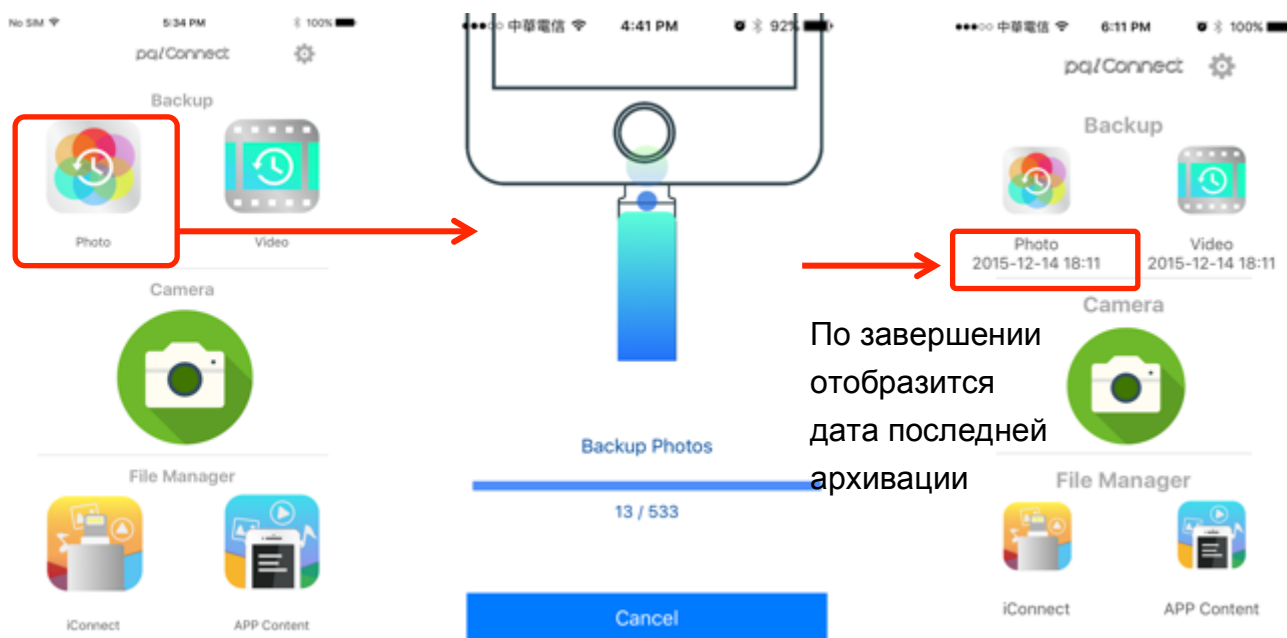 No SIM 5:34 PM 100%
pqi Connect
Backup
Photo Video
Camera
File Manager
iConnect APP Content
中華電信 4:41 PM 92%
Backup Photos
13 / 533
Cancel
По завершении
отобразится
дата последней
архивации
中華電信 6:11 PM 100%
pqi Connect
Backup
Photo Video
2015-12-14 18:11 2015-12-14 18:11
Camera
File Manager
iConnect APP Content